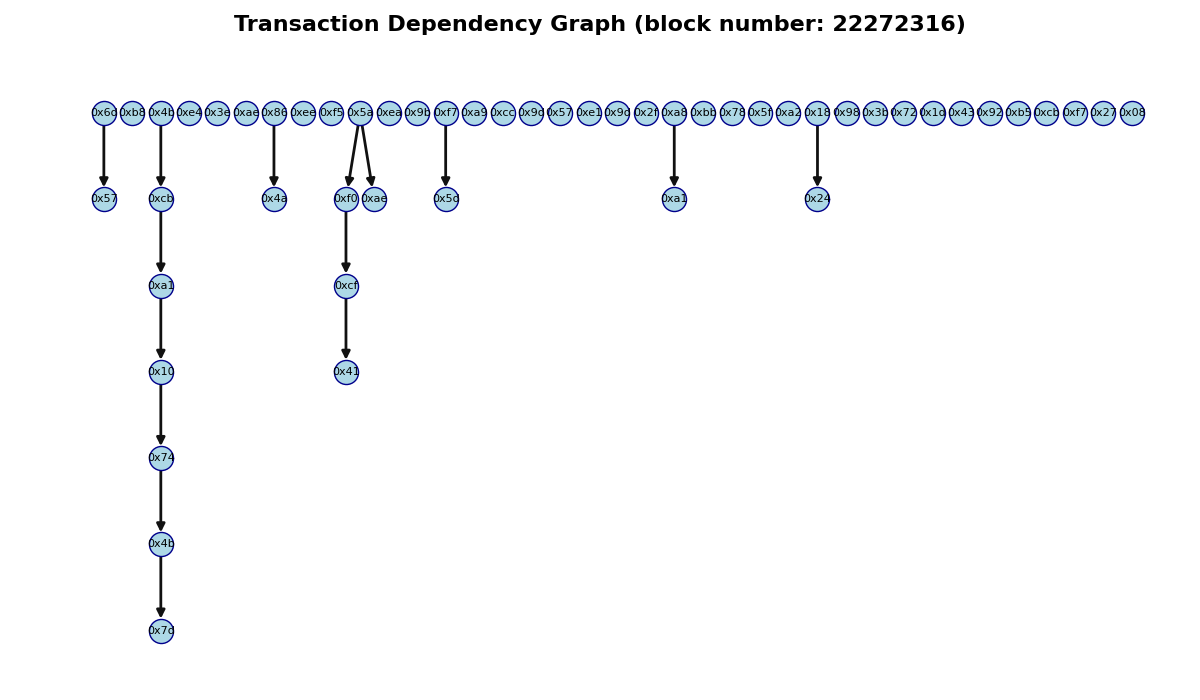 Transaction Dependency Graph (block number: 22272316)
0x6d 0xb8 0x4b 0xe4 0x3e 0xae 0x86 0xee 0xf5 0x5a 0xea 0x9b 0xf7 0xa9 0xcc 0x9d 0x57 0xe1 0x9d 0x2f 0xa8 0xbb 0x78 0x5f 0xa2 0x18 0x98 0x3b 0x72 0x1d 0x43 0x92 0xb5 0xcb 0xf7 0x27 0x08
0x57 0xcb 0x4a 0xf0 0xae 0x5d 0xa1 0x24
0xa1 0xcf
0x10 0x41
0x74
0x4b
0x7d